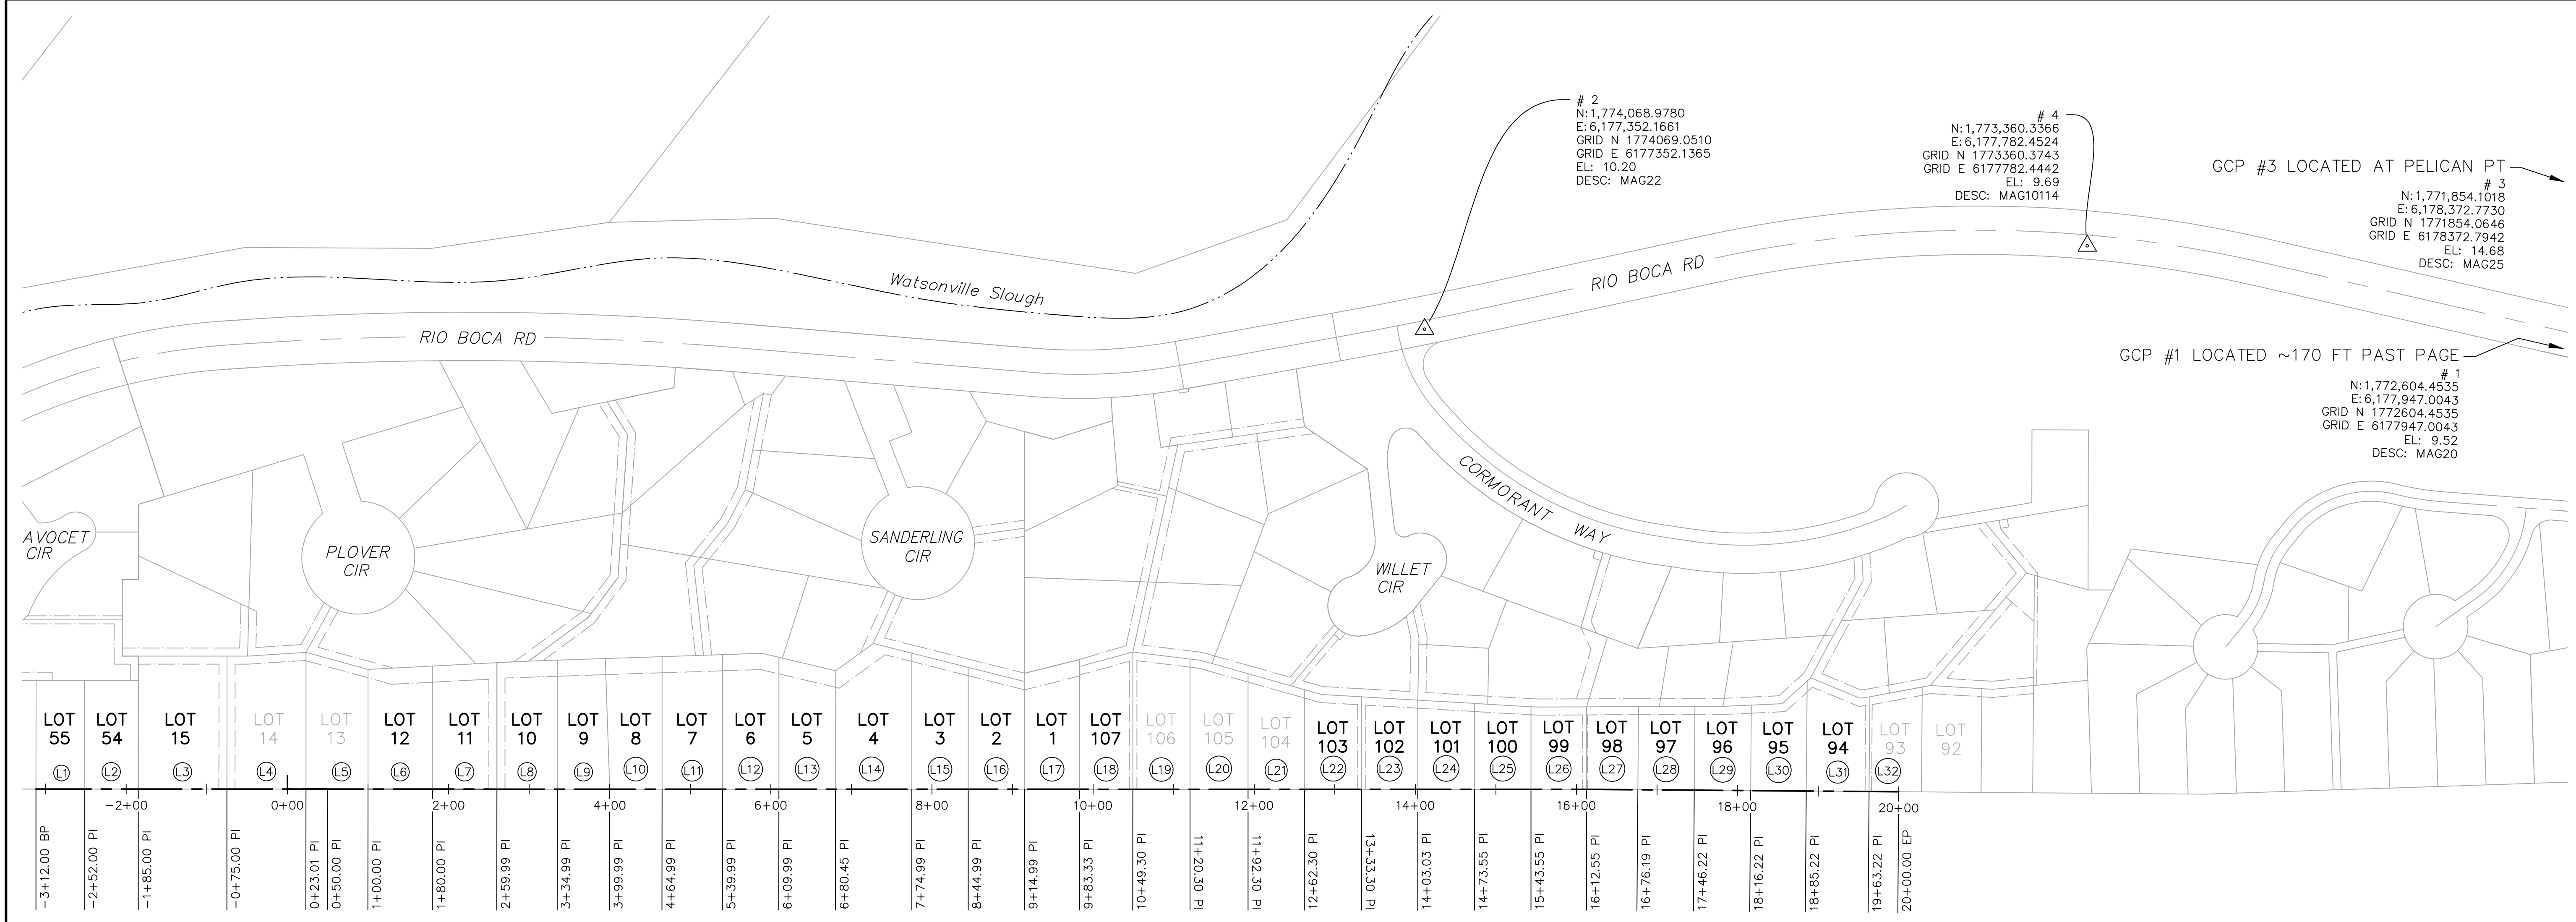 # 2
N:1,774,068.9780
E:6,177,352.1661
GRID N 1774069.0510
GRID E 6177352.1365
EL: 10.20
DESC: MAG22
# 4
N:1,773,360.3366
E:6,177,782.4524
GRID N 1773360.3743
GRID E 6177782.4442
EL: 9.69
DESC: MAG10114
GCP #3 LOCATED AT PELICAN PT
# 3
N:1,771,854.1018
E:6,178,372.7730
GRID N 1771854.0646
GRID E 6178372.7942
EL: 14.68
DESC: MAG25
GCP #1 LOCATED ~170 FT PAST PAGE
# 1
N:1,772,604.4535
E:6,177,947.0043
GRID N 1772604.4535
GRID E 6177947.0043
EL: 9.52
DESC: MAG20
Watsonville Slough
RIO BOCA RD
RIO BOCA RD
CORMORANT WAY
AVOCET
CIR
PLOVER
CIR
SANDERLING
CIR
WILLET
CIR
LOT
55
LOT
54
LOT
15
LOT
14
LOT
13
LOT
12
LOT
11
LOT
10
LOT
9
LOT
8
LOT
7
LOT
6
LOT
5
LOT
4
LOT
3
LOT
2
LOT
1
LOT
107
LOT
106
LOT
105
LOT
104
LOT
103
LOT
102
LOT
101
LOT
100
LOT
99
LOT
98
LOT
97
LOT
96
LOT
95
LOT
94
LOT
93
LOT
92
L1 L2 L3 L4 L5 L6 L7 L8 L9 L10 L11 L12 L13 L14 L15 L16 L17 L18 L19 L20 L21 L22 L23 L24 L25 L26 L27 L28 L29 L30 L31 L32
-2+00 0+00 2+00 4+00 6+00 8+00 10+00 12+00 14+00 16+00 18+00 20+00
-3+12.00 BP
-2+52.00 PI
-1+85.00 PI
-0+75.00 PI
0+23.01 PI
0+50.00 PI
1+00.00 PI
1+80.00 PI
2+59.99 PI
3+34.99 PI
3+99.99 PI
4+64.99 PI
5+39.99 PI
6+09.99 PI
6+80.45 PI
7+74.99 PI
8+44.99 PI
9+14.99 PI
9+83.33 PI
10+49.30 PI
11+20.30 PI
11+92.30 PI
12+62.30 PI
13+33.30 PI
14+03.03 PI
14+73.55 PI
15+43.55 PI
16+12.55 PI
16+76.19 PI
17+46.22 PI
18+16.22 PI
18+85.22 PI
19+63.22 PI
20+00.00 EP